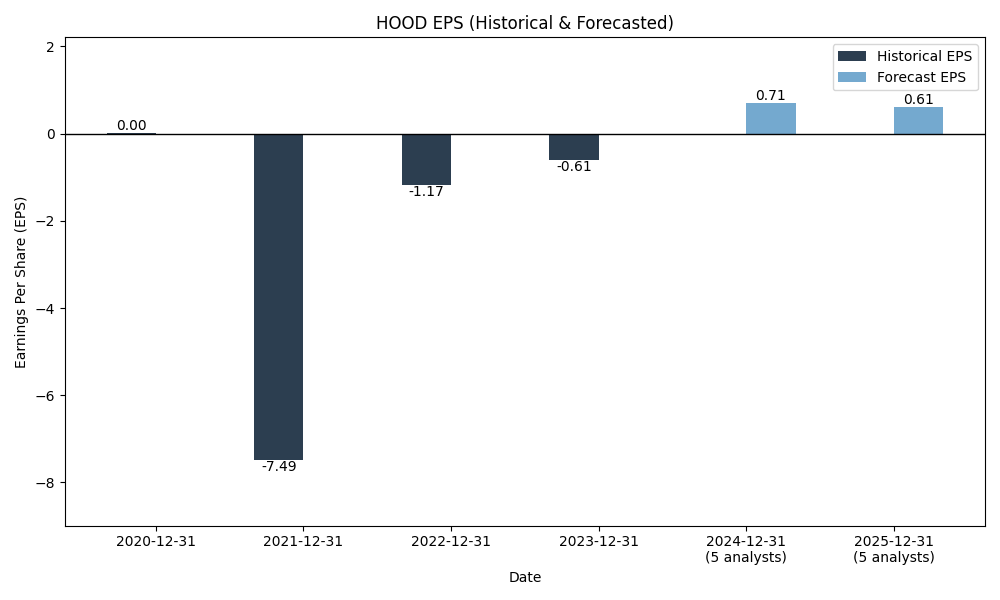 HOOD EPS (Historical & Forecasted)
Historical EPS
Forecast EPS
Earnings Per Share (EPS)
2
0
−2
−4
−6
−8
0.00
-7.49
-1.17
-0.61
0.71
0.61
2020-12-31
2021-12-31
2022-12-31
2023-12-31
2024-12-31
(5 analysts)
2025-12-31
(5 analysts)
Date